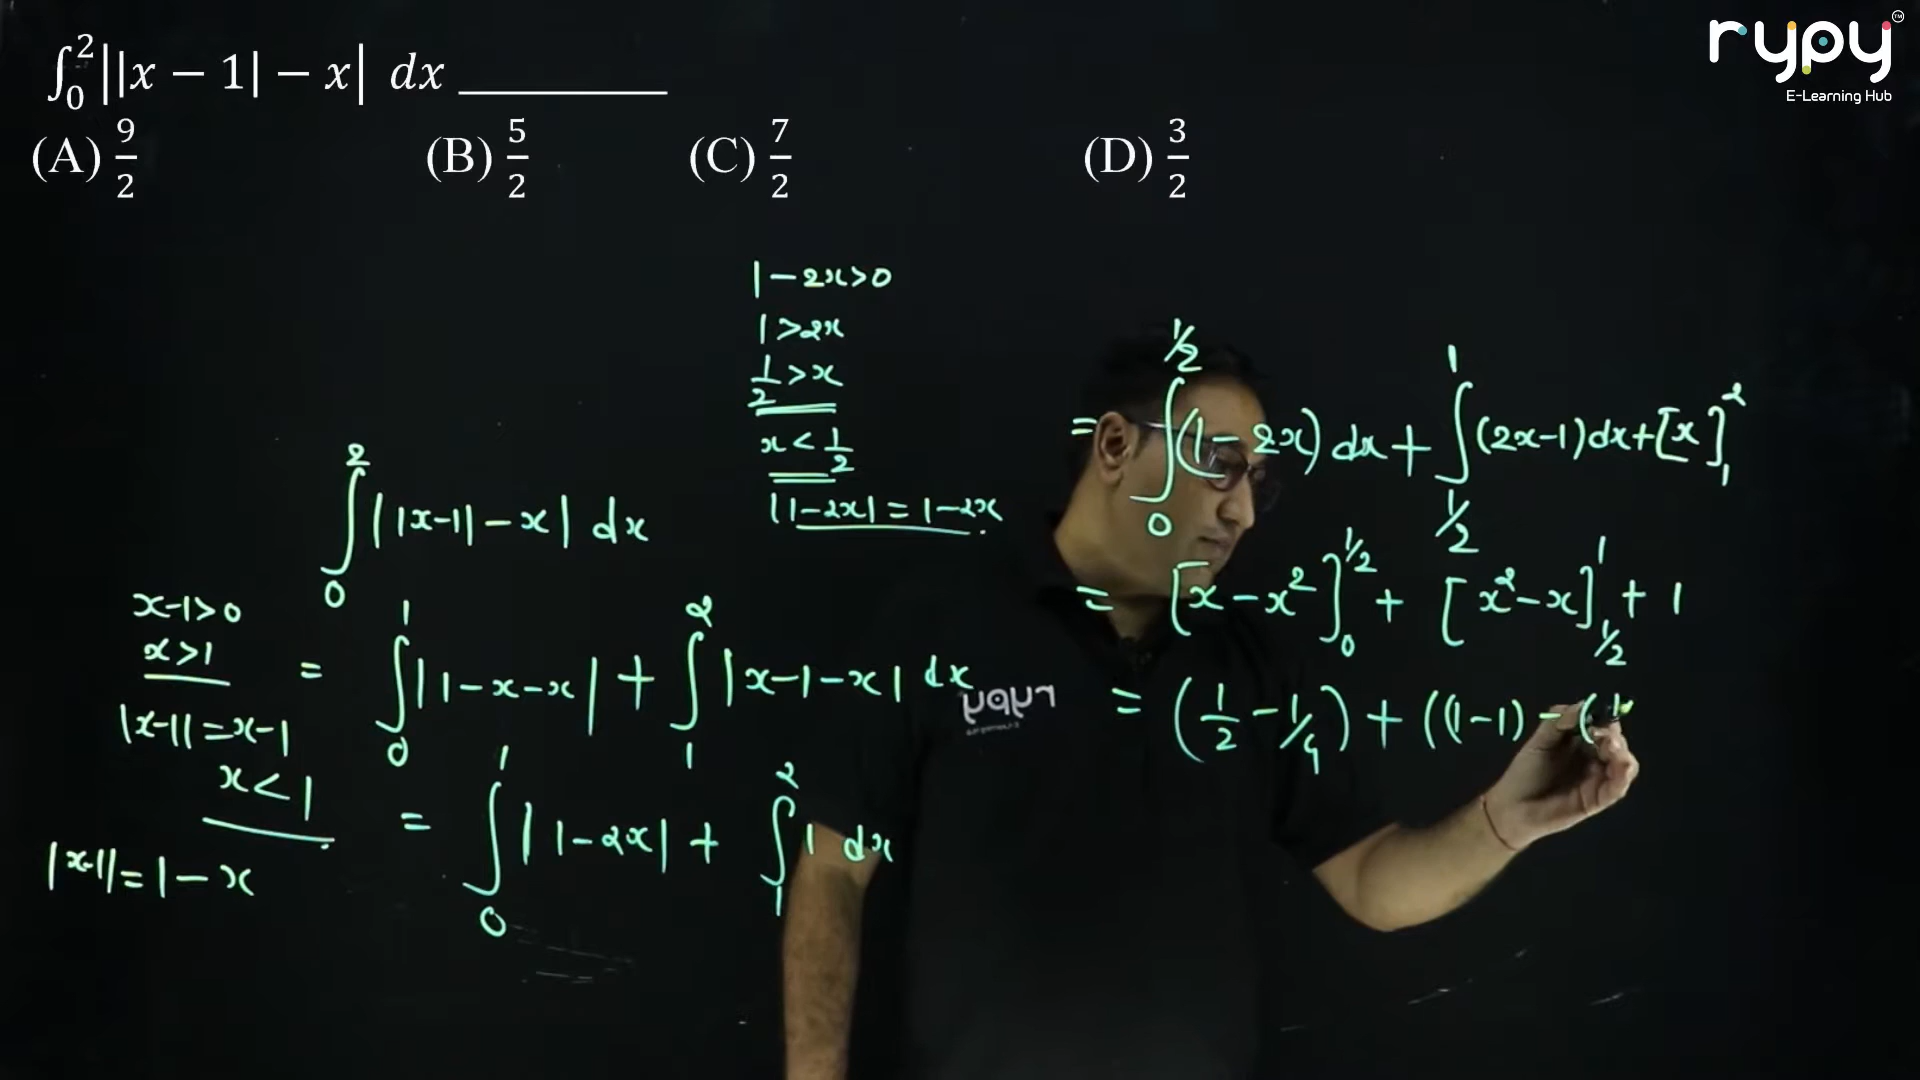 rypy™
E-Learning Hub
∫₀² ||x − 1| − x| dx ________
(A) 9/2 (B) 5/2 (C) 7/2 (D) 3/2
1 - 2x > 0
1 > 2x
1/2 > x
x < 1/2
|1-2x| = 1-2x
∫₀² ||x-1| - x| dx
x-1 > 0
x > 1
|x-1| = x-1
x < 1
|x-1| = 1-x
= ∫₀¹ |1-x-x| + ∫₁² |x-1-x| dx
= ∫₀¹ |1-2x| + ∫₁² 1 dx
= ∫₀^½ (1-2x) dx + ∫_½^1 (2x-1) dx + [x]₁²
= [x - x²]₀^½ + [x² - x]_½^1 + 1
= (1/2 - 1/4) + ((1-1) - (1